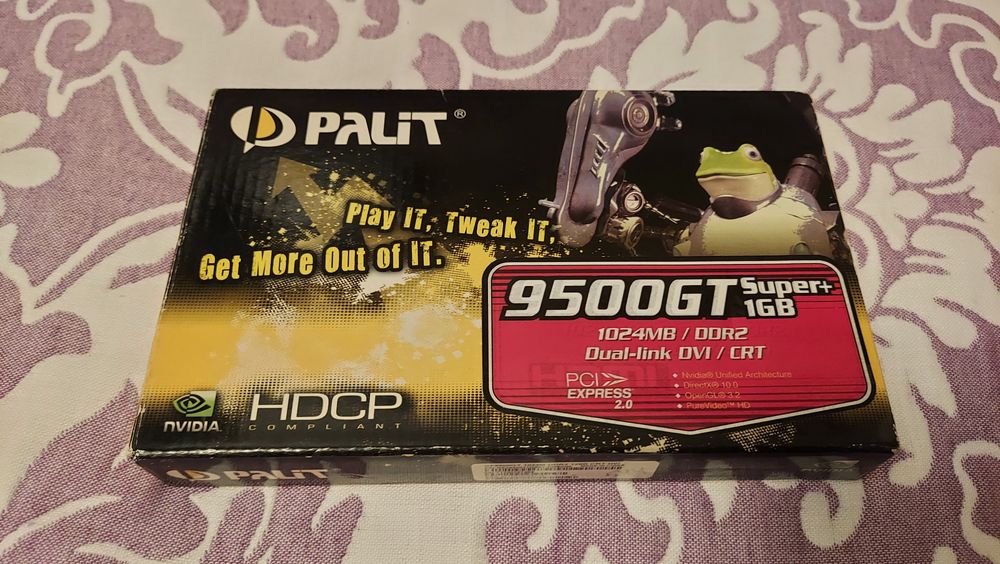 PALiT®
Play IT, Tweak IT,
Get More Out of IT.
9500GT Super+ 1GB
1024MB / DDR2
Dual-link DVI / CRT
PCI EXPRESS 2.0
• Nvidia® Unified Architecture
• DirectX® 10.0
• OpenGL® 3.2
• PureVideo™ HD
NVIDIA
HDCP
COMPLIANT
PALiT